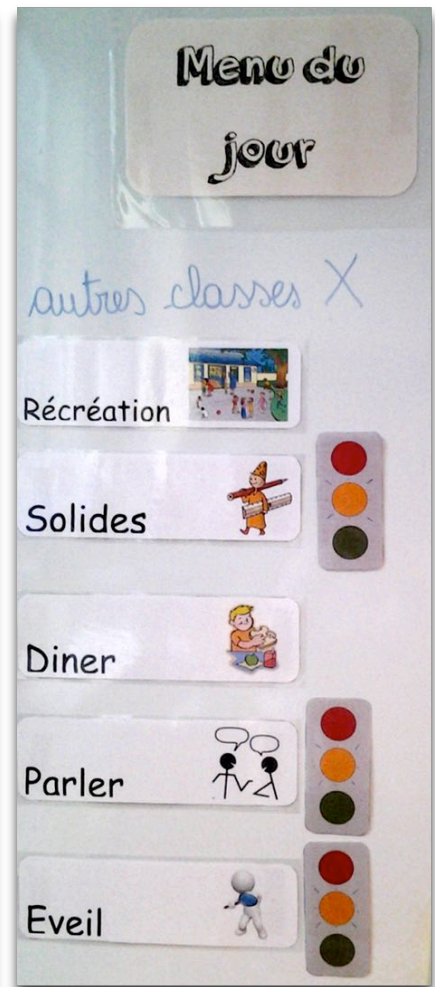 Menu du
jour
autres classes X
Récréation
Solides
Diner
Parler
Eveil